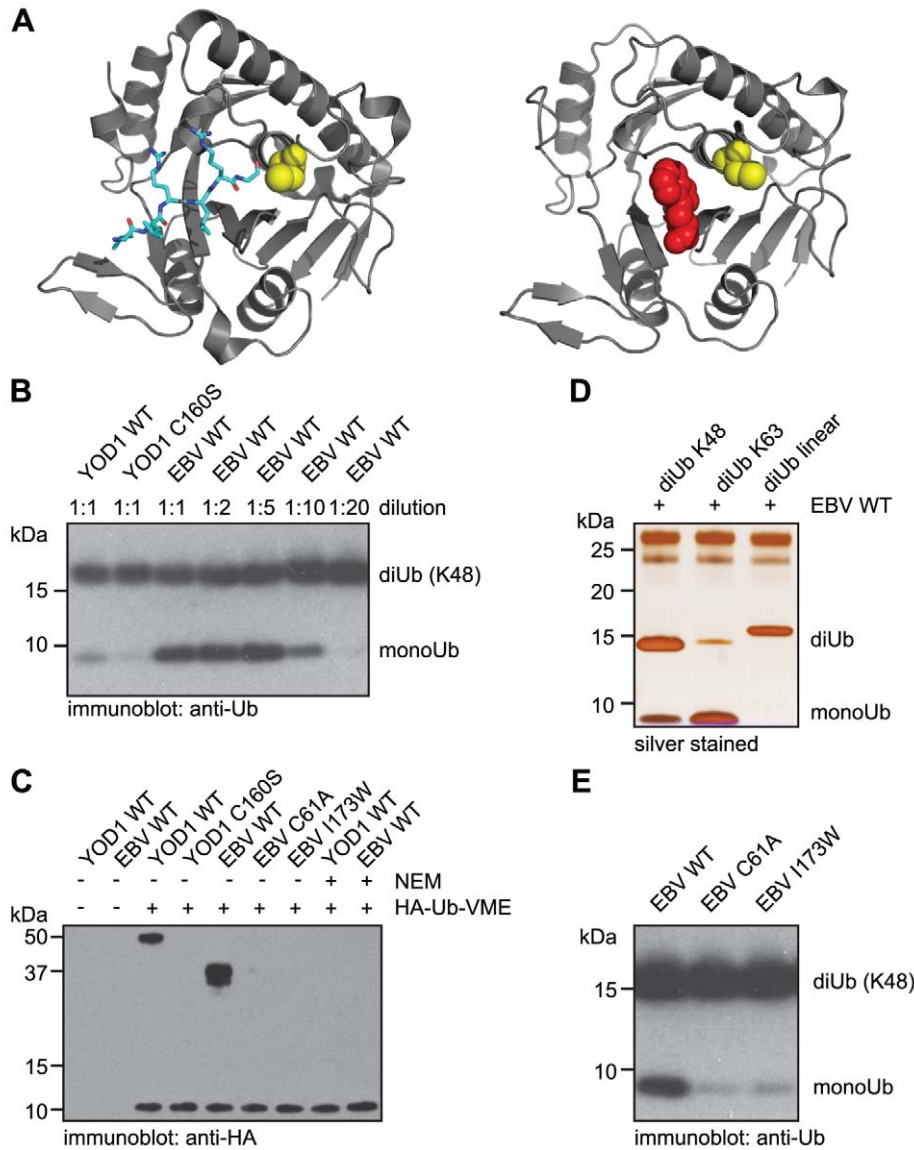 A
B
YOD1 WT
YOD1 C160S
EBV WT
EBV WT
EBV WT
EBV WT
EBV WT
1:1 1:1 1:1 1:2 1:5 1:10 1:20 dilution
kDa
15
10
diUb (K48)
monoUb
immunoblot: anti-Ub
D
diUb K48
diUb K63
diUb linear
+ + + EBV WT
kDa
25
20
15
10
diUb
monoUb
silver stained
C
YOD1 WT
EBV WT
YOD1 WT
YOD1 C160S
EBV WT
EBV C61A
EBV I173W
YOD1 WT
EBV WT
- - - - - - - + + NEM
- - + + + + + + + HA-Ub-VME
kDa
50
37
15
10
immunoblot: anti-HA
E
EBV WT
EBV C61A
EBV I173W
kDa
15
10
diUb (K48)
monoUb
immunoblot: anti-Ub